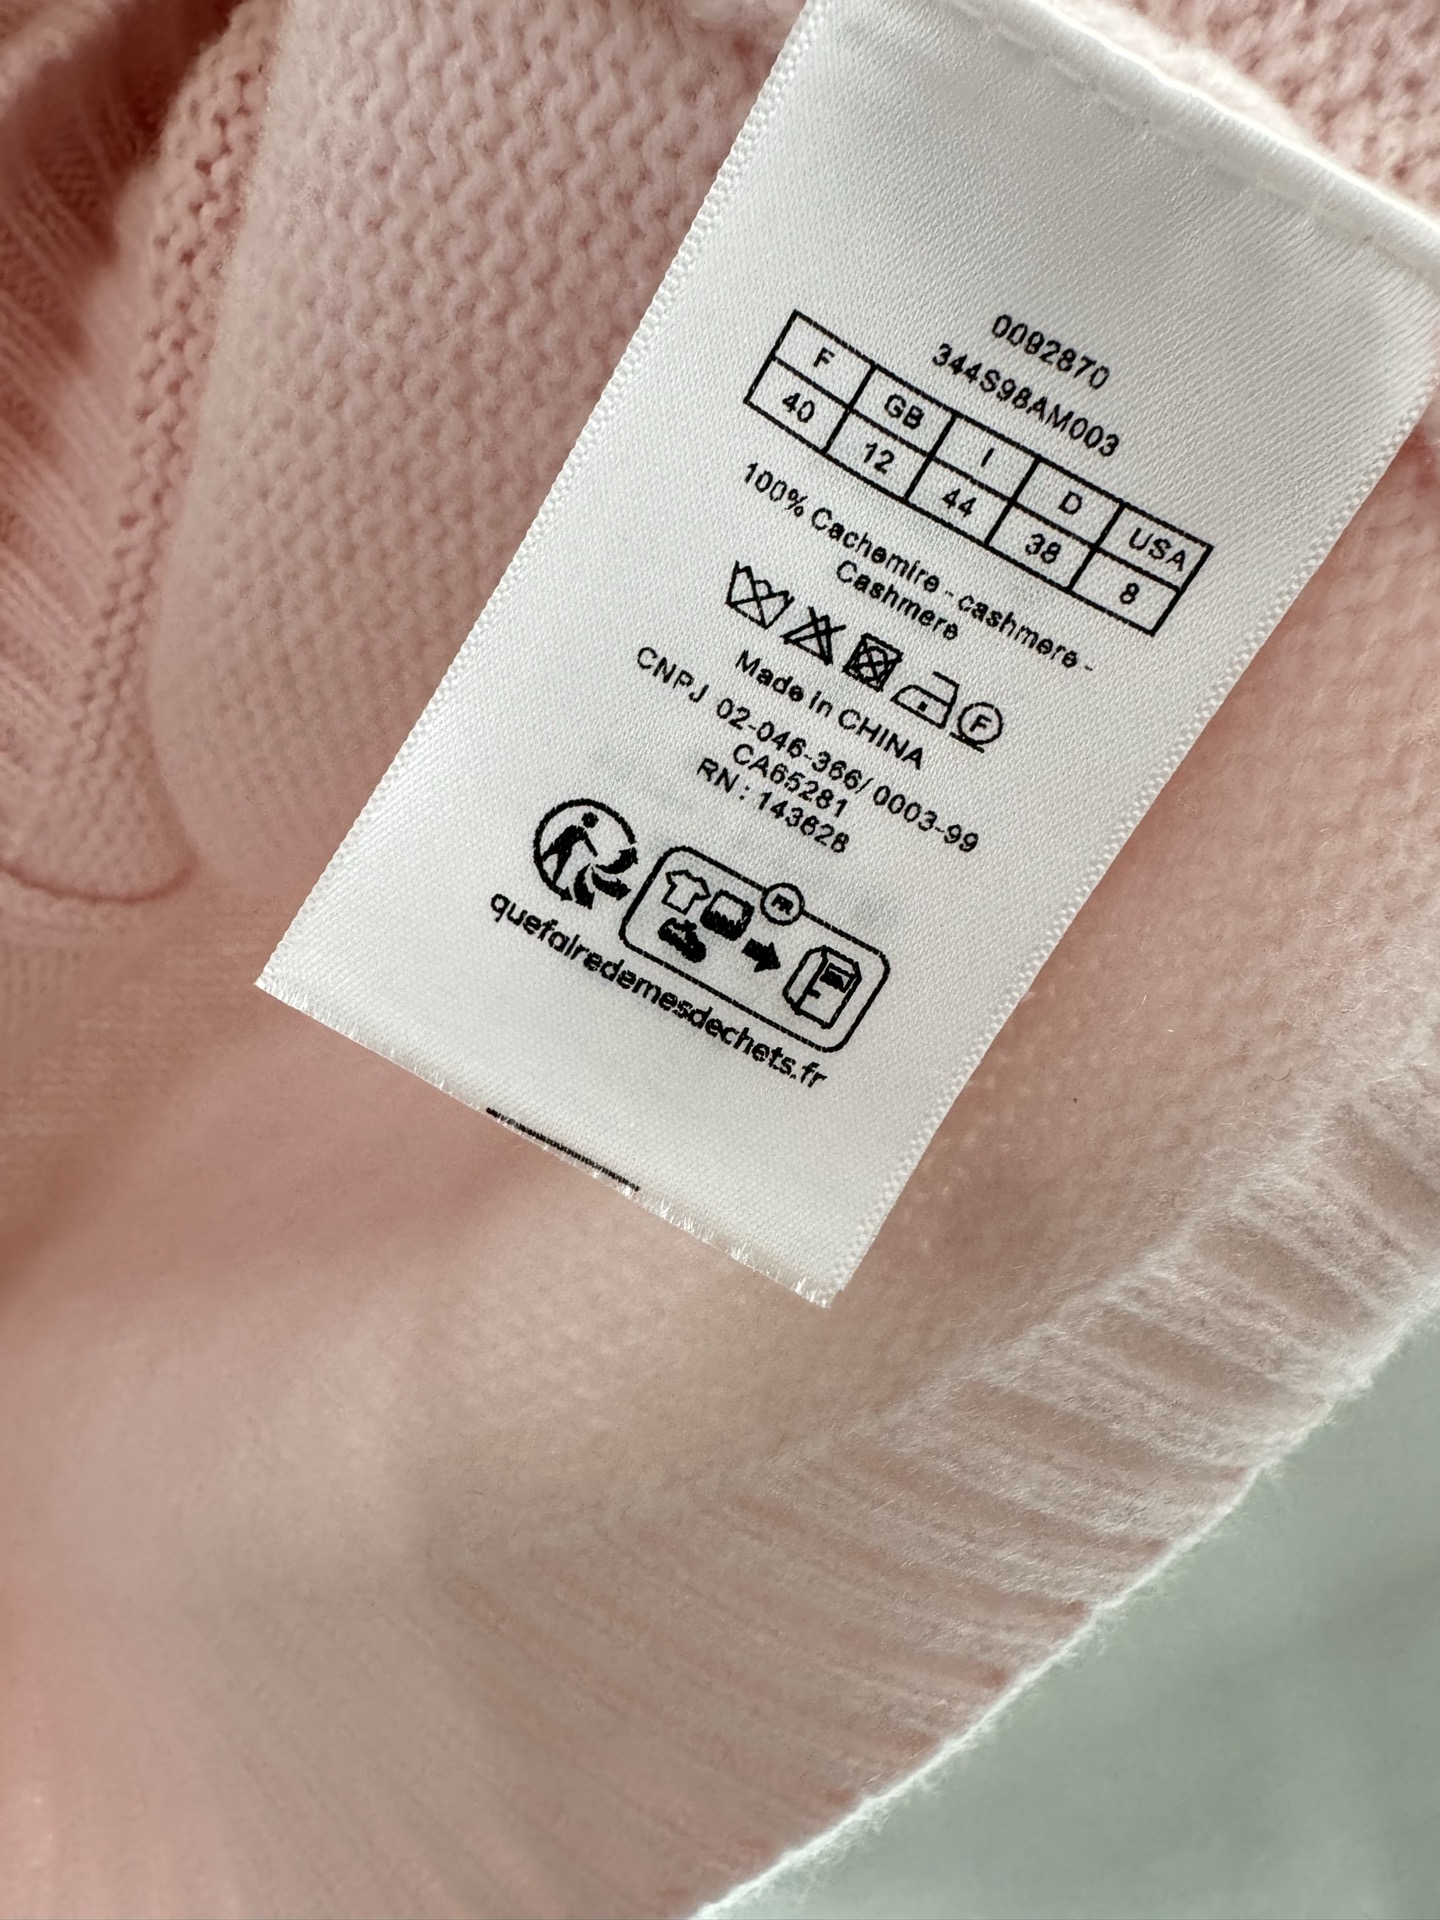 0092870
344S98AM003
F GB I D USA
40 12 44 38 8
100% Cachemire - cashmere -
Cashmere
F
Made in CHINA
CNPJ 02-046-366/ 0003-99
CA65281
RN : 143628
FR
quefairedemesdechets.fr